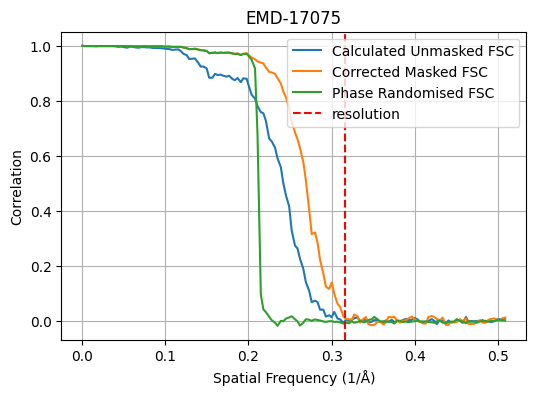 EMD-17075
Calculated Unmasked FSC
Corrected Masked FSC
Phase Randomised FSC
resolution
Correlation
1.0
0.8
0.6
0.4
0.2
0.0
0.0 0.1 0.2 0.3 0.4 0.5
Spatial Frequency (1/Å)